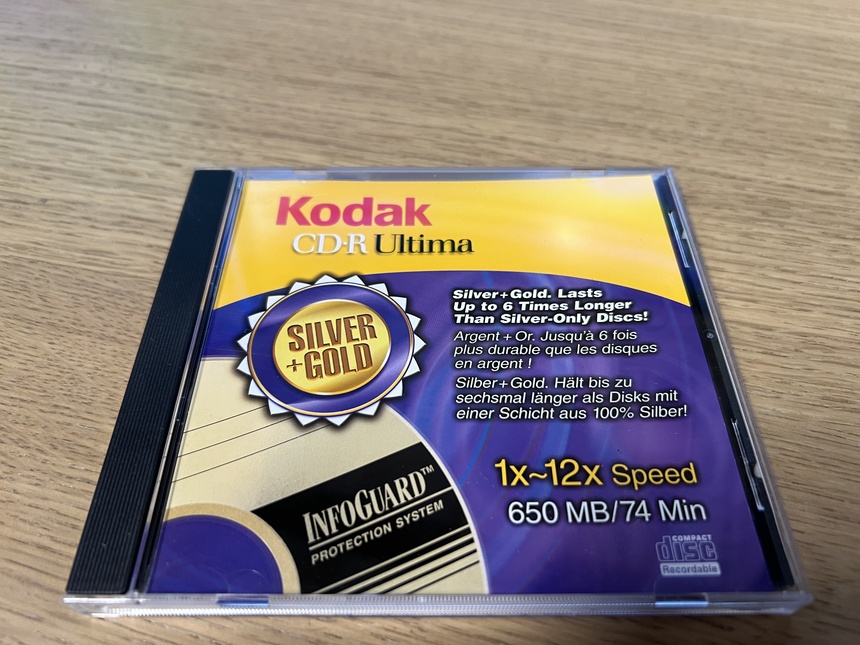 Kodak
CD-R Ultima
SILVER
+GOLD
Silver+Gold. Lasts
Up to 6 Times Longer
Than Silver-Only Discs!
Argent + Or. Jusqu'à 6 fois
plus durable que les disques
en argent !
Silber+Gold. Hält bis zu
sechsmal länger als Disks mit
einer Schicht aus 100% Silber!
INFOGUARD™
PROTECTION SYSTEM
1x~12x Speed
650 MB/74 Min
COMPACT
disc
Recordable